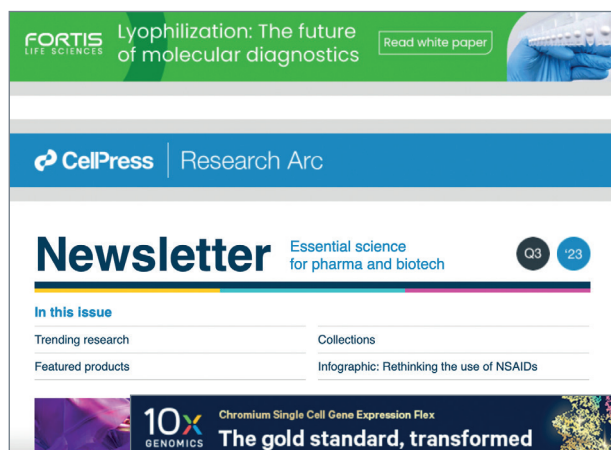 FORTIS
LIFE SCIENCES
Lyophilization: The future
of molecular diagnostics
Read white paper
CellPress | Research Arc
Newsletter
Essential science
for pharma and biotech
Q3 '23
In this issue
Trending research
Collections
Featured products
Infographic: Rethinking the use of NSAIDs
10x
GENOMICS
Chromium Single Cell Gene Expression Flex
The gold standard, transformed